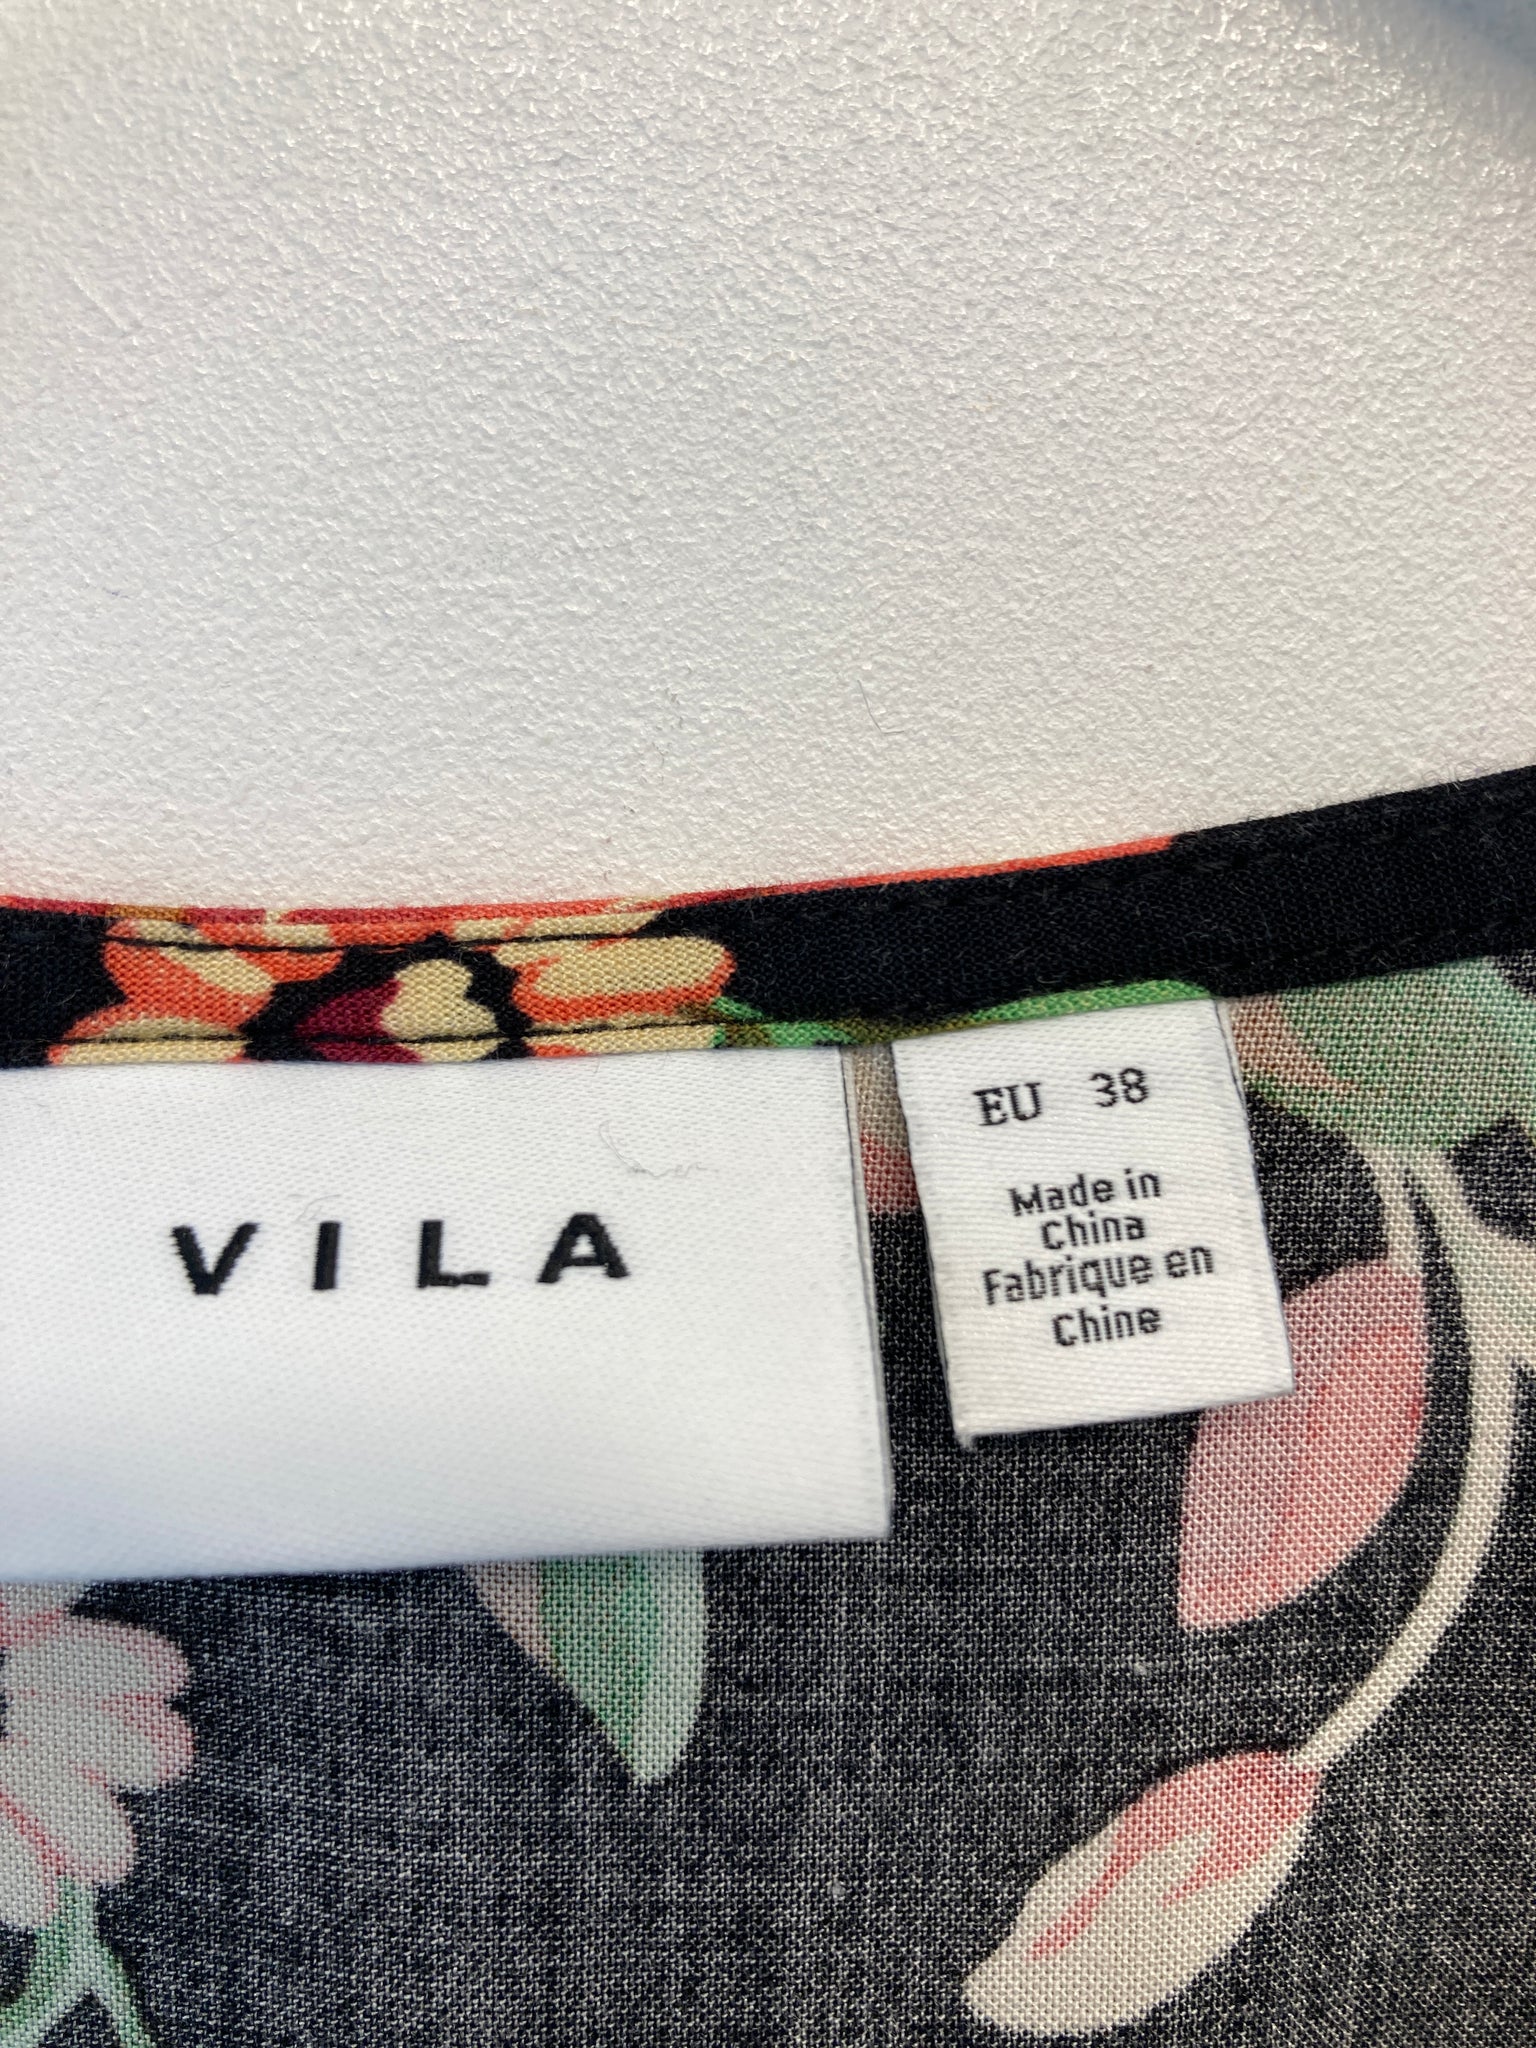 VILA
EU 38
Made in
China
Fabrique en
Chine